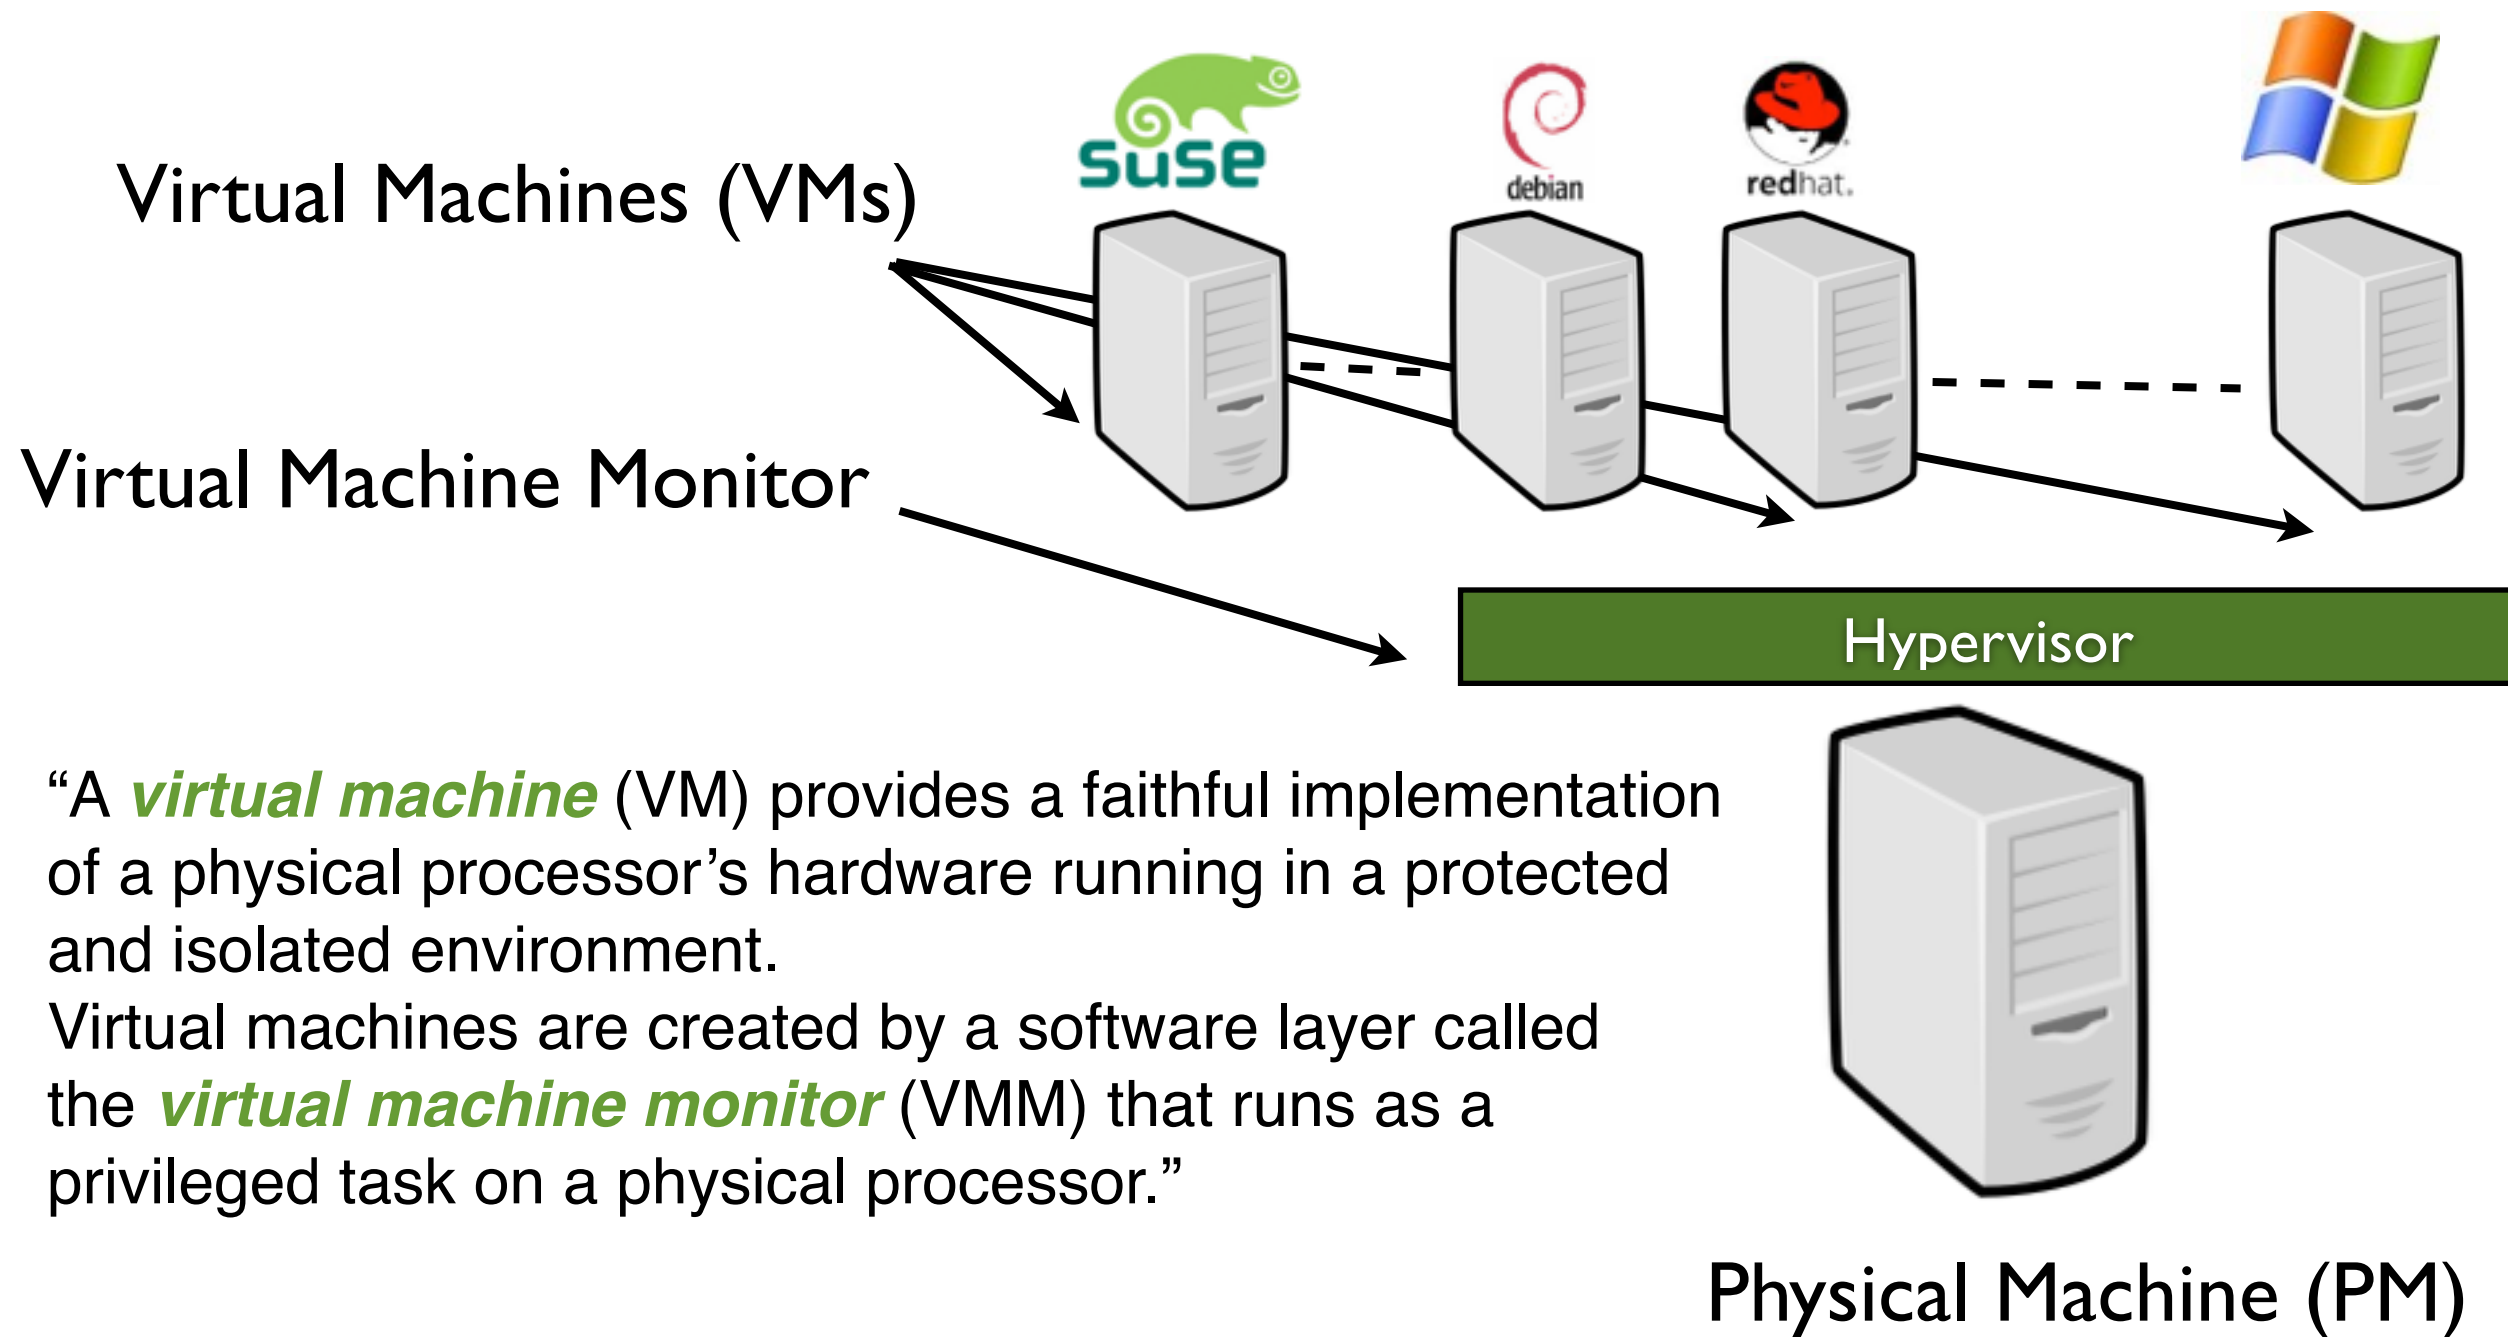 suse
debian
redhat.
Virtual Machines (VMs)
Virtual Machine Monitor
Hypervisor
“A virtual machine (VM) provides a faithful implementation
of a physical processor’s hardware running in a protected
and isolated environment.
Virtual machines are created by a software layer called
the virtual machine monitor (VMM) that runs as a
privileged task on a physical processor.”
Physical Machine (PM)